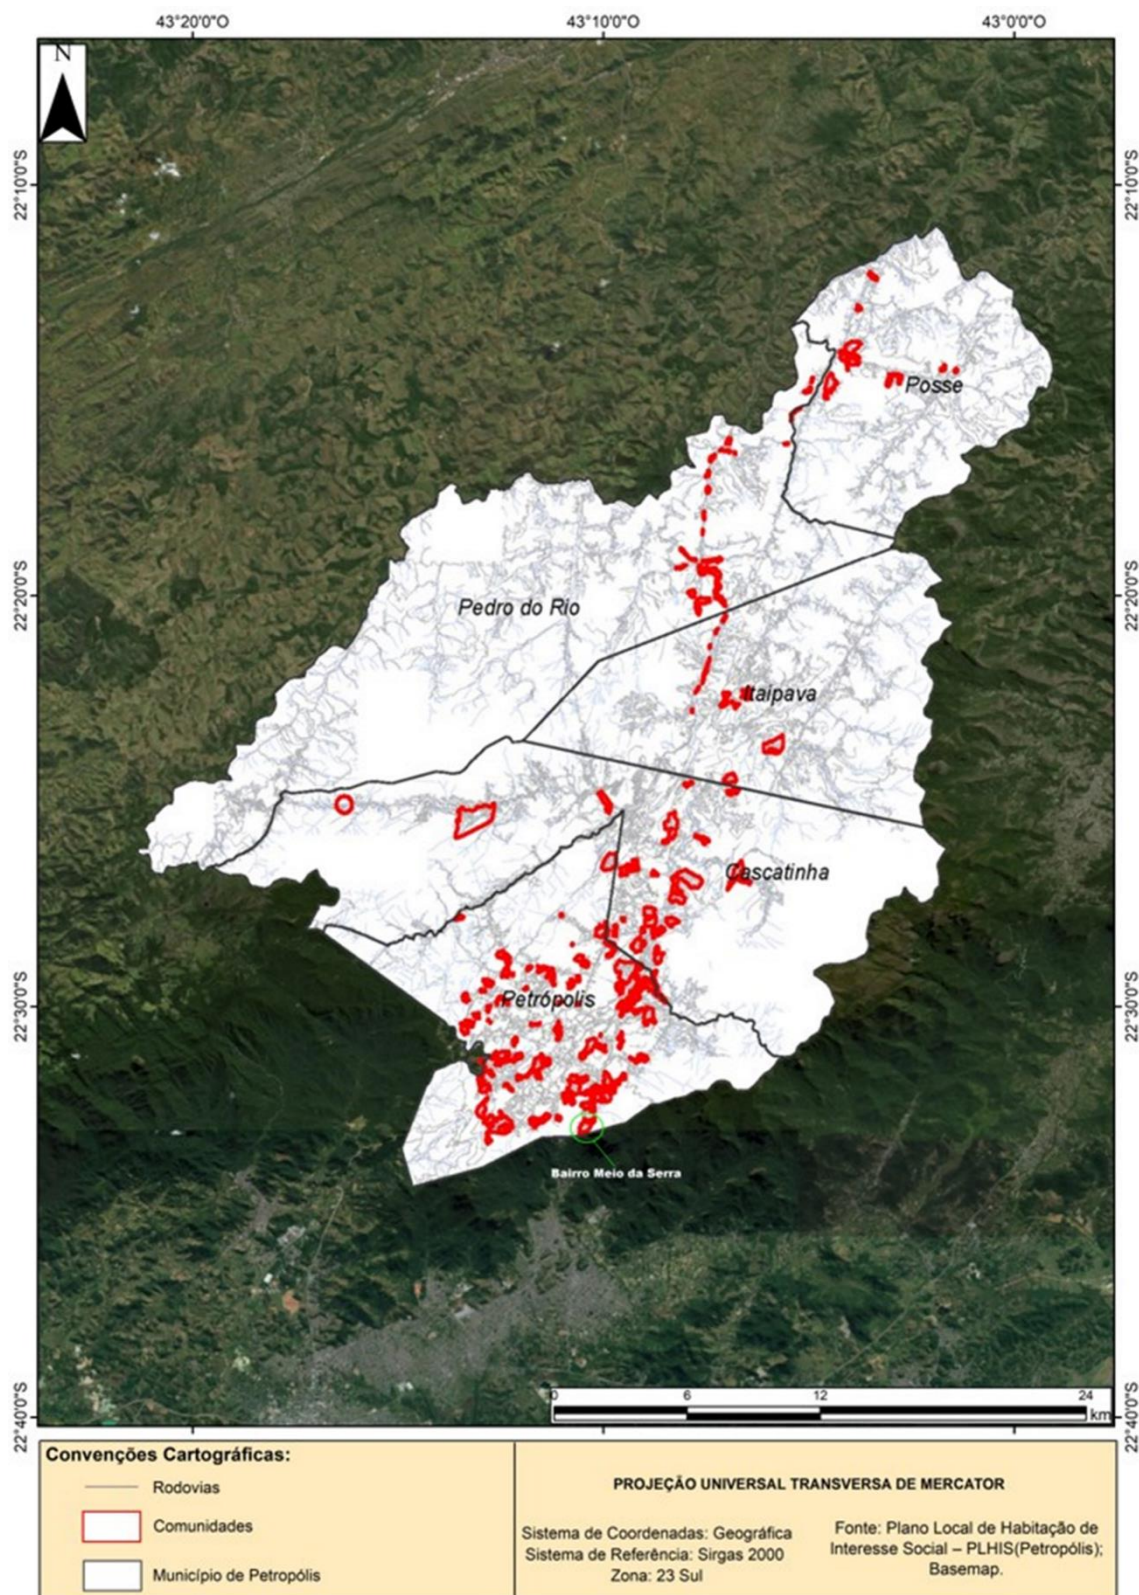 43°20'0"O
43°10'0"O
43°0'0"O
N
22°10'0"S
22°10'0"S
Posse
22°20'0"S
22°20'0"S
Pedro do Rio
Itaipava
Cascatinha
22°30'0"S
22°30'0"S
Petrópolis
Bairro Meio da Serra
0
6
12
24
km
22°40'0"S
22°40'0"S
Convenções Cartográficas:
Rodovias
Comunidades
Município de Petropólis
PROJEÇÃO UNIVERSAL TRANSVERSA DE MERCATOR
Sistema de Coordenadas: Geográfica
Sistema de Referência: Sirgas 2000
Zona: 23 Sul
Fonte: Plano Local de Habitação de
Interesse Social – PLHIS(Petropólis);
Basemap.